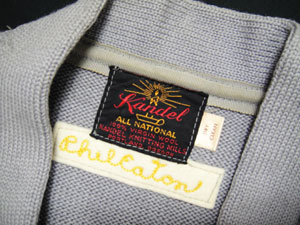 Kandel
ALL NATIONAL
100% VIRGIN WOOL
KANDEL KNITTING MILLS
Phil Eaton